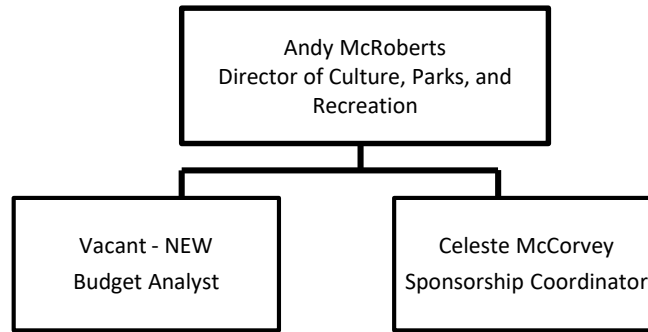 Andy McRoberts
Director of Culture, Parks, and
Recreation
Vacant - NEW
Budget Analyst
Celeste McCorvey
Sponsorship Coordinator